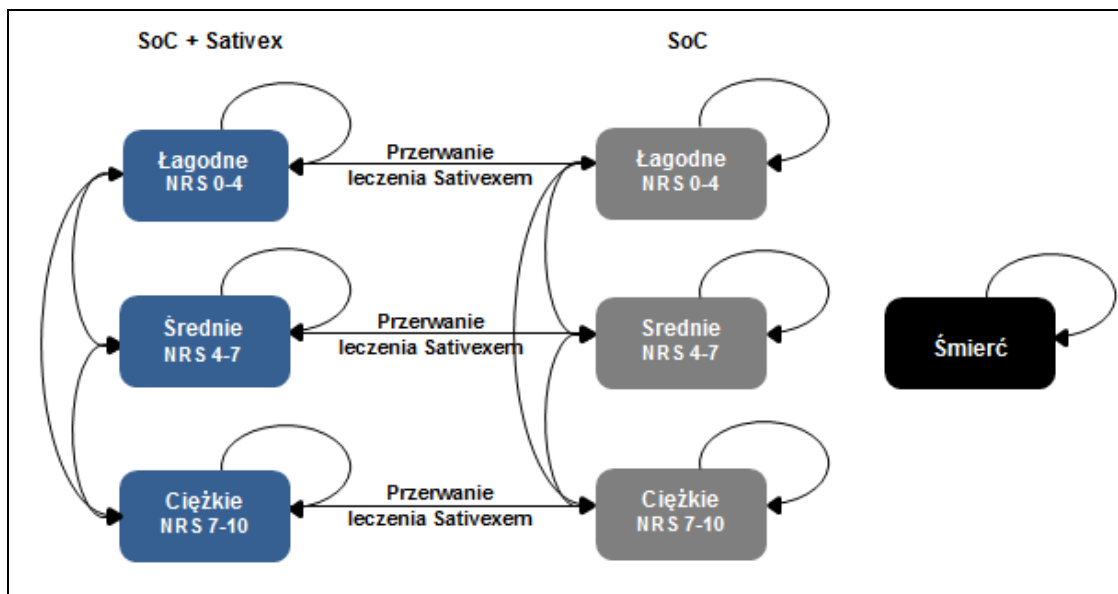 SoC + Sativex
SoC
Łagodne
NRS 0-4
Przerwanie
leczenia Sativexem
Łagodne
NRS 0-4
Średnie
NRS 4-7
Przerwanie
leczenia Sativexem
Srednie
NRS 4-7
Śmierć
Ciężkie
NRS 7-10
Przerwanie
leczenia Sativexem
Ciężkie
NRS 7-10